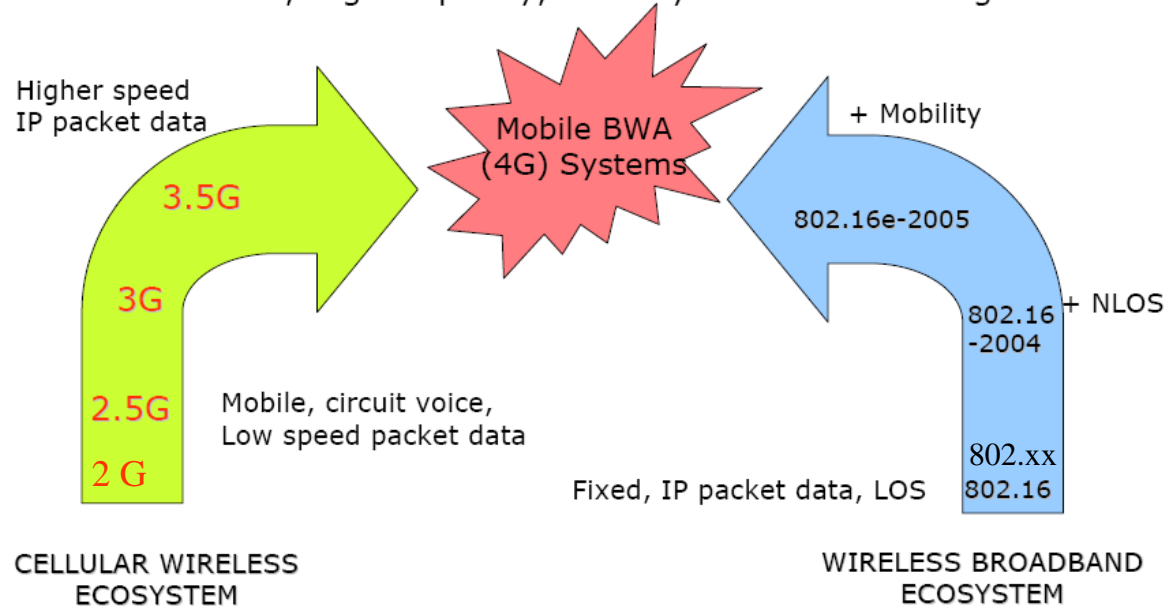 Higher speed
IP packet data
3.5G
3G
2.5G
2 G
Mobile, circuit voice,
Low speed packet data
CELLULAR WIRELESS
ECOSYSTEM
Mobile BWA
(4G) Systems
+ Mobility
802.16e-2005
+ NLOS
802.16
-2004
802.xx
802.16
Fixed, IP packet data, LOS
WIRELESS BROADBAND
ECOSYSTEM